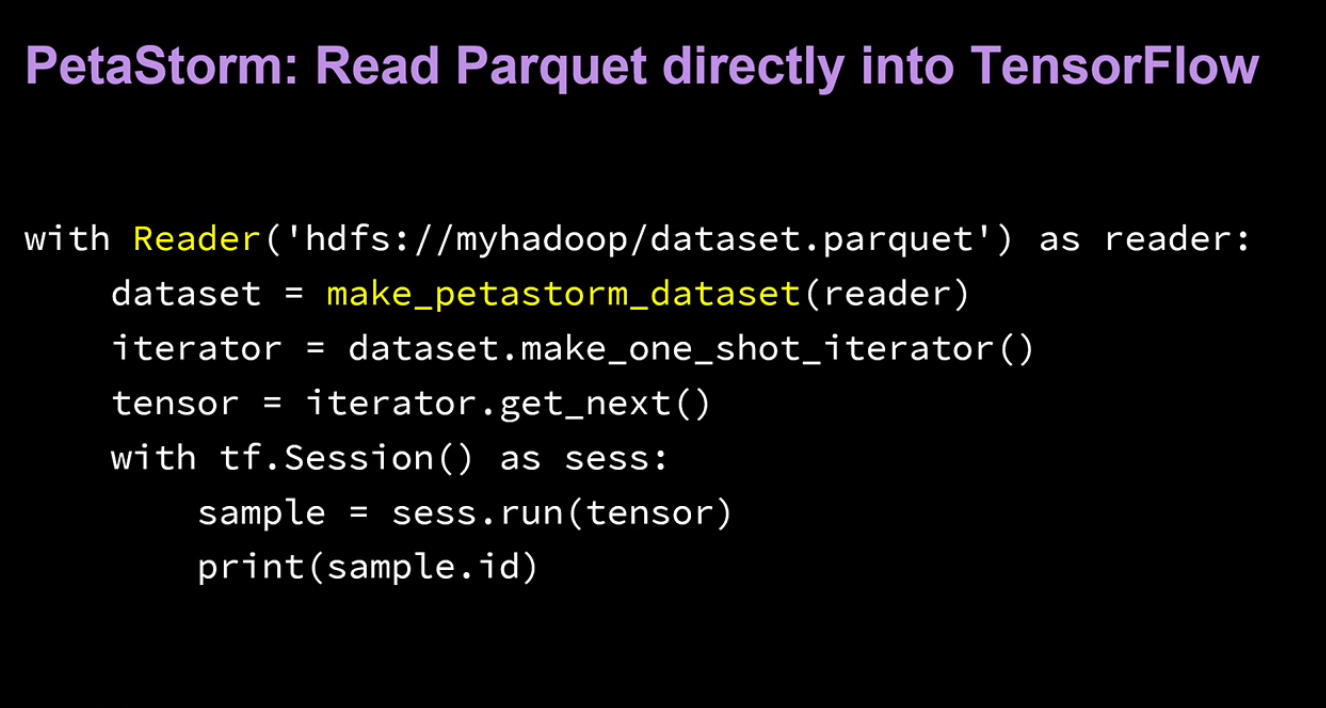 PetaStorm: Read Parquet directly into TensorFlow
with Reader('hdfs://myhadoop/dataset.parquet') as reader:
    dataset = make_petastorm_dataset(reader)
    iterator = dataset.make_one_shot_iterator()
    tensor = iterator.get_next()
    with tf.Session() as sess:
        sample = sess.run(tensor)
        print(sample.id)